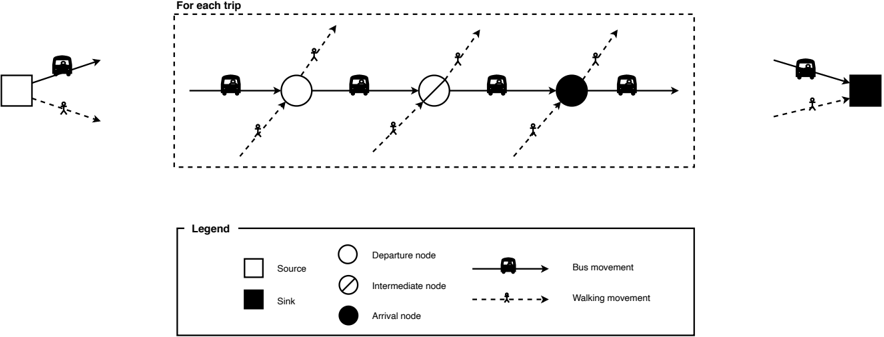 For each trip
Legend
Source
Sink
Departure node
Intermediate node
Arrival node
Bus movement
Walking movement